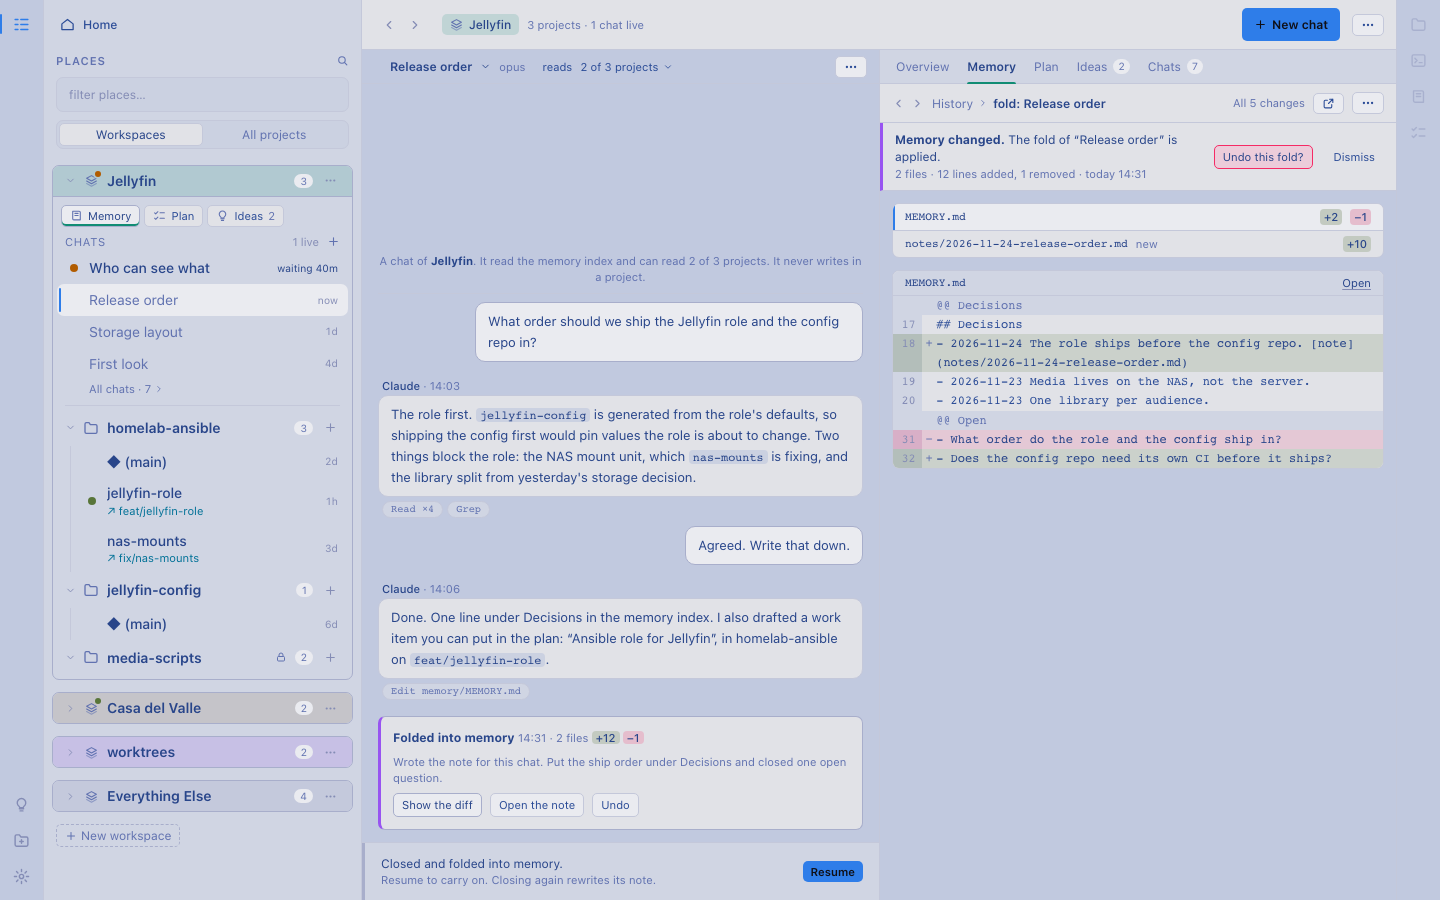 Home
PLACES
filter places...
Workspaces
All projects
Jellyfin
3
Memory
Plan
Ideas 2
CHATS
1 live
Who can see what
waiting 40m
Release order
now
Storage layout
1d
First look
4d
All chats · 7
homelab-ansible
3
(main)
2d
jellyfin-role
1h
feat/jellyfin-role
nas-mounts
3d
fix/nas-mounts
jellyfin-config
1
(main)
6d
media-scripts
2
Casa del Valle
2
worktrees
2
Everything Else
4
+ New workspace
Jellyfin
3 projects · 1 chat live
+ New chat
Release order
opus
reads 2 of 3 projects
A chat of Jellyfin. It read the memory index and can read 2 of 3 projects. It never writes in
a project.
What order should we ship the Jellyfin role and the config
repo in?
Claude · 14:03
The role first. jellyfin-config is generated from the role's defaults, so
shipping the config first would pin values the role is about to change. Two
things block the role: the NAS mount unit, which nas-mounts is fixing, and
the library split from yesterday's storage decision.
Read ×4
Grep
Agreed. Write that down.
Claude · 14:06
Done. One line under Decisions in the memory index. I also drafted a work
item you can put in the plan: “Ansible role for Jellyfin”, in homelab-ansible
on feat/jellyfin-role.
Edit memory/MEMORY.md
Folded into memory 14:31 · 2 files +12 −1
Wrote the note for this chat. Put the ship order under Decisions and closed one open
question.
Show the diff
Open the note
Undo
Closed and folded into memory.
Resume to carry on. Closing again rewrites its note.
Resume
Overview
Memory
Plan
Ideas 2
Chats 7
History › fold: Release order
All 5 changes
Memory changed. The fold of “Release order” is
applied.
2 files · 12 lines added, 1 removed · today 14:31
Undo this fold?
Dismiss
MEMORY.md
+2 −1
notes/2026-11-24-release-order.md new
+10
MEMORY.md
Open
@@ Decisions
17 ## Decisions
18 + - 2026-11-24 The role ships before the config repo. [note]
(notes/2026-11-24-release-order.md)
19 - 2026-11-23 Media lives on the NAS, not the server.
20 - 2026-11-23 One library per audience.
@@ Open
31 − - What order do the role and the config ship in?
32 + - Does the config repo need its own CI before it ships?